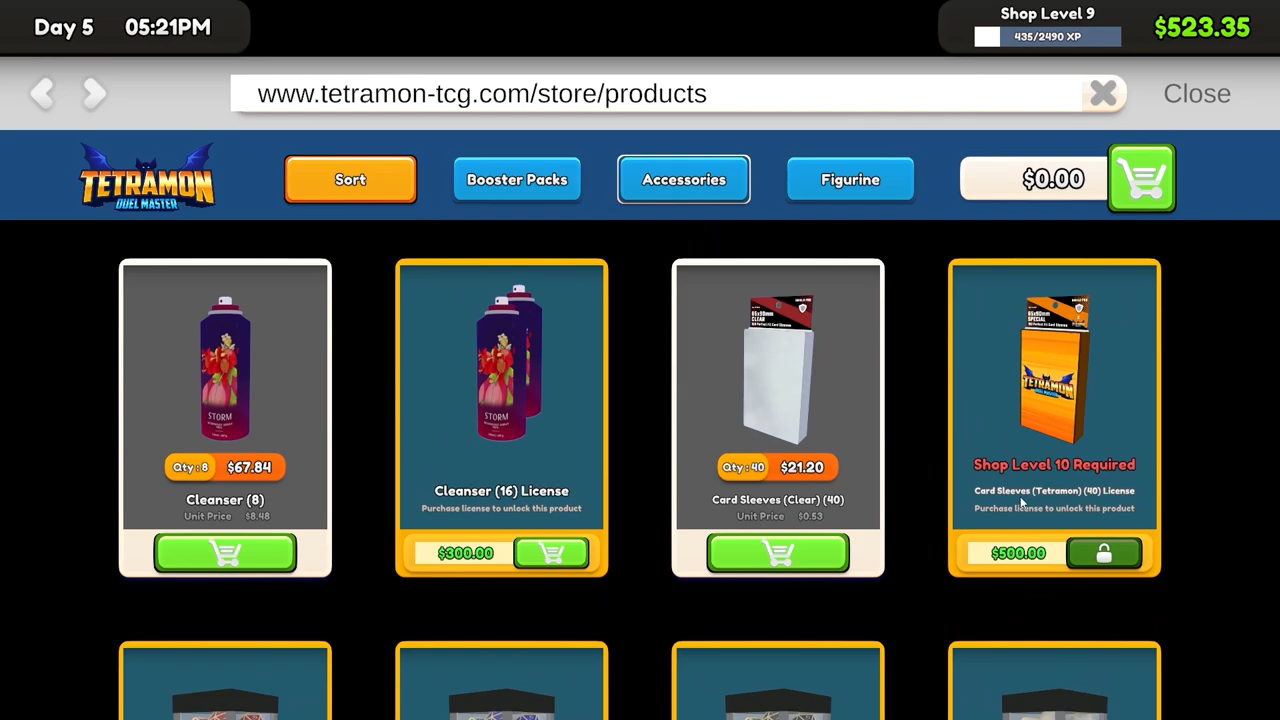 Day 5 05:21PM
Shop Level 9
435/2490 XP
$523.35
www.tetramon-tcg.com/store/products
Close
TETRAMON
DUEL MASTER
Sort
Booster Packs
Accessories
Figurine
$0.00
STORM
Qty : 8 $67.84
Cleanser (8)
Unit Price $8.48
STORM
Cleanser (16) License
Purchase license to unlock this product
$300.00
65x90mm
CLEAR
Qty : 40 $21.20
Card Sleeves (Clear) (40)
Unit Price $0.53
65x90mm
SPECIAL
TETRAMON
Shop Level 10 Required
Card Sleeves (Tetramon) (40) License
Purchase license to unlock this product
$500.00